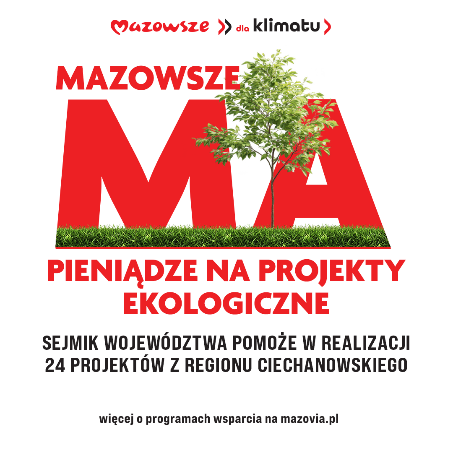 mazowsze dla klimatu
MAZOWSZE
MA
PIENIĄDZE NA PROJEKTY
EKOLOGICZNE
SEJMIK WOJEWÓDZTWA POMOŻE W REALIZACJI
24 PROJEKTÓW Z REGIONU CIECHANOWSKIEGO
więcej o programach wsparcia na mazovia.pl